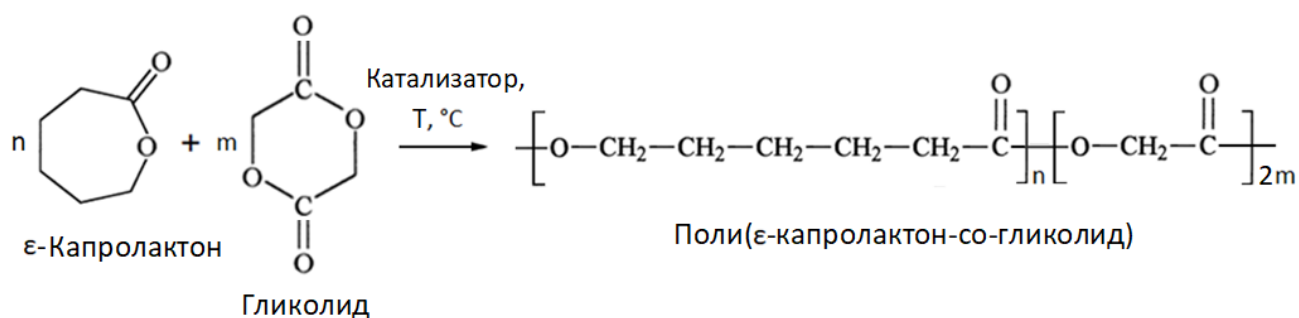 O
O
C
Катализатор,
T, °C
O
O
n
O
+
m
O
O
C
O
ε-Капролактон
Гликолид
[O—CH₂—CH₂—CH₂—CH₂—CH₂—C]n[O—CH₂—C]2m
Поли(ε-капролактон-со-гликолид)